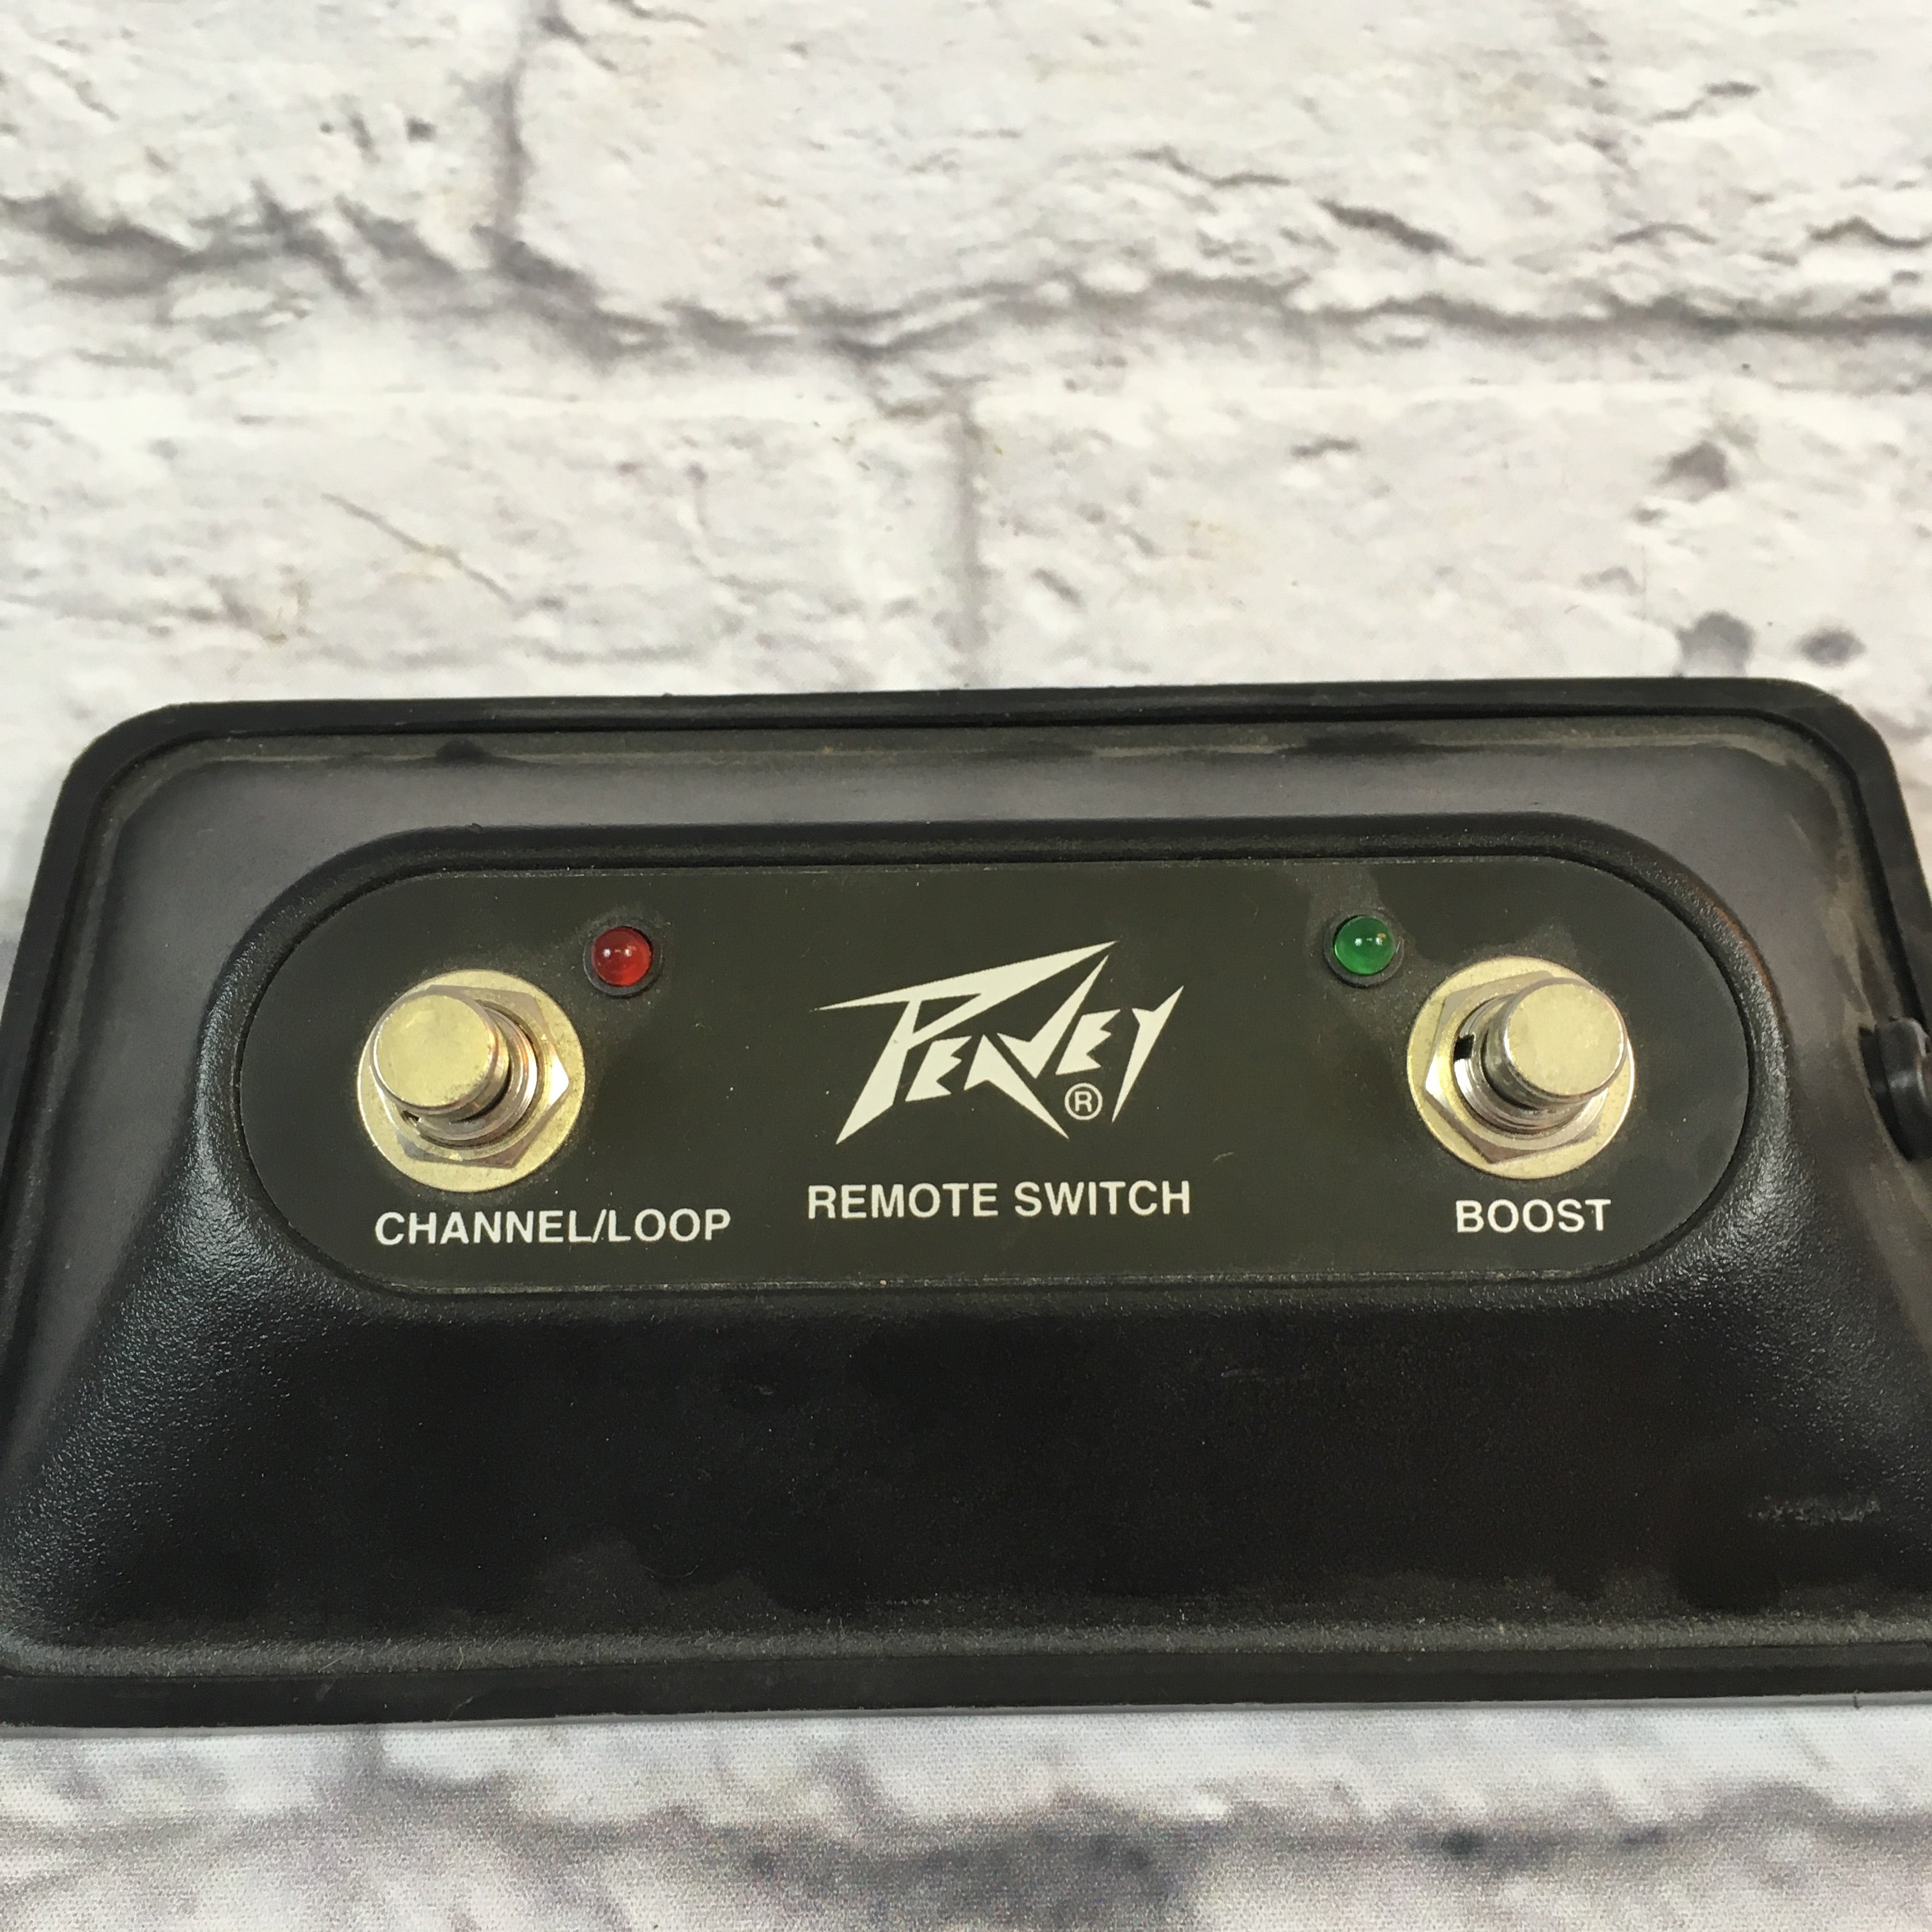 PEAVEY®
REMOTE SWITCH
CHANNEL/LOOP
BOOST